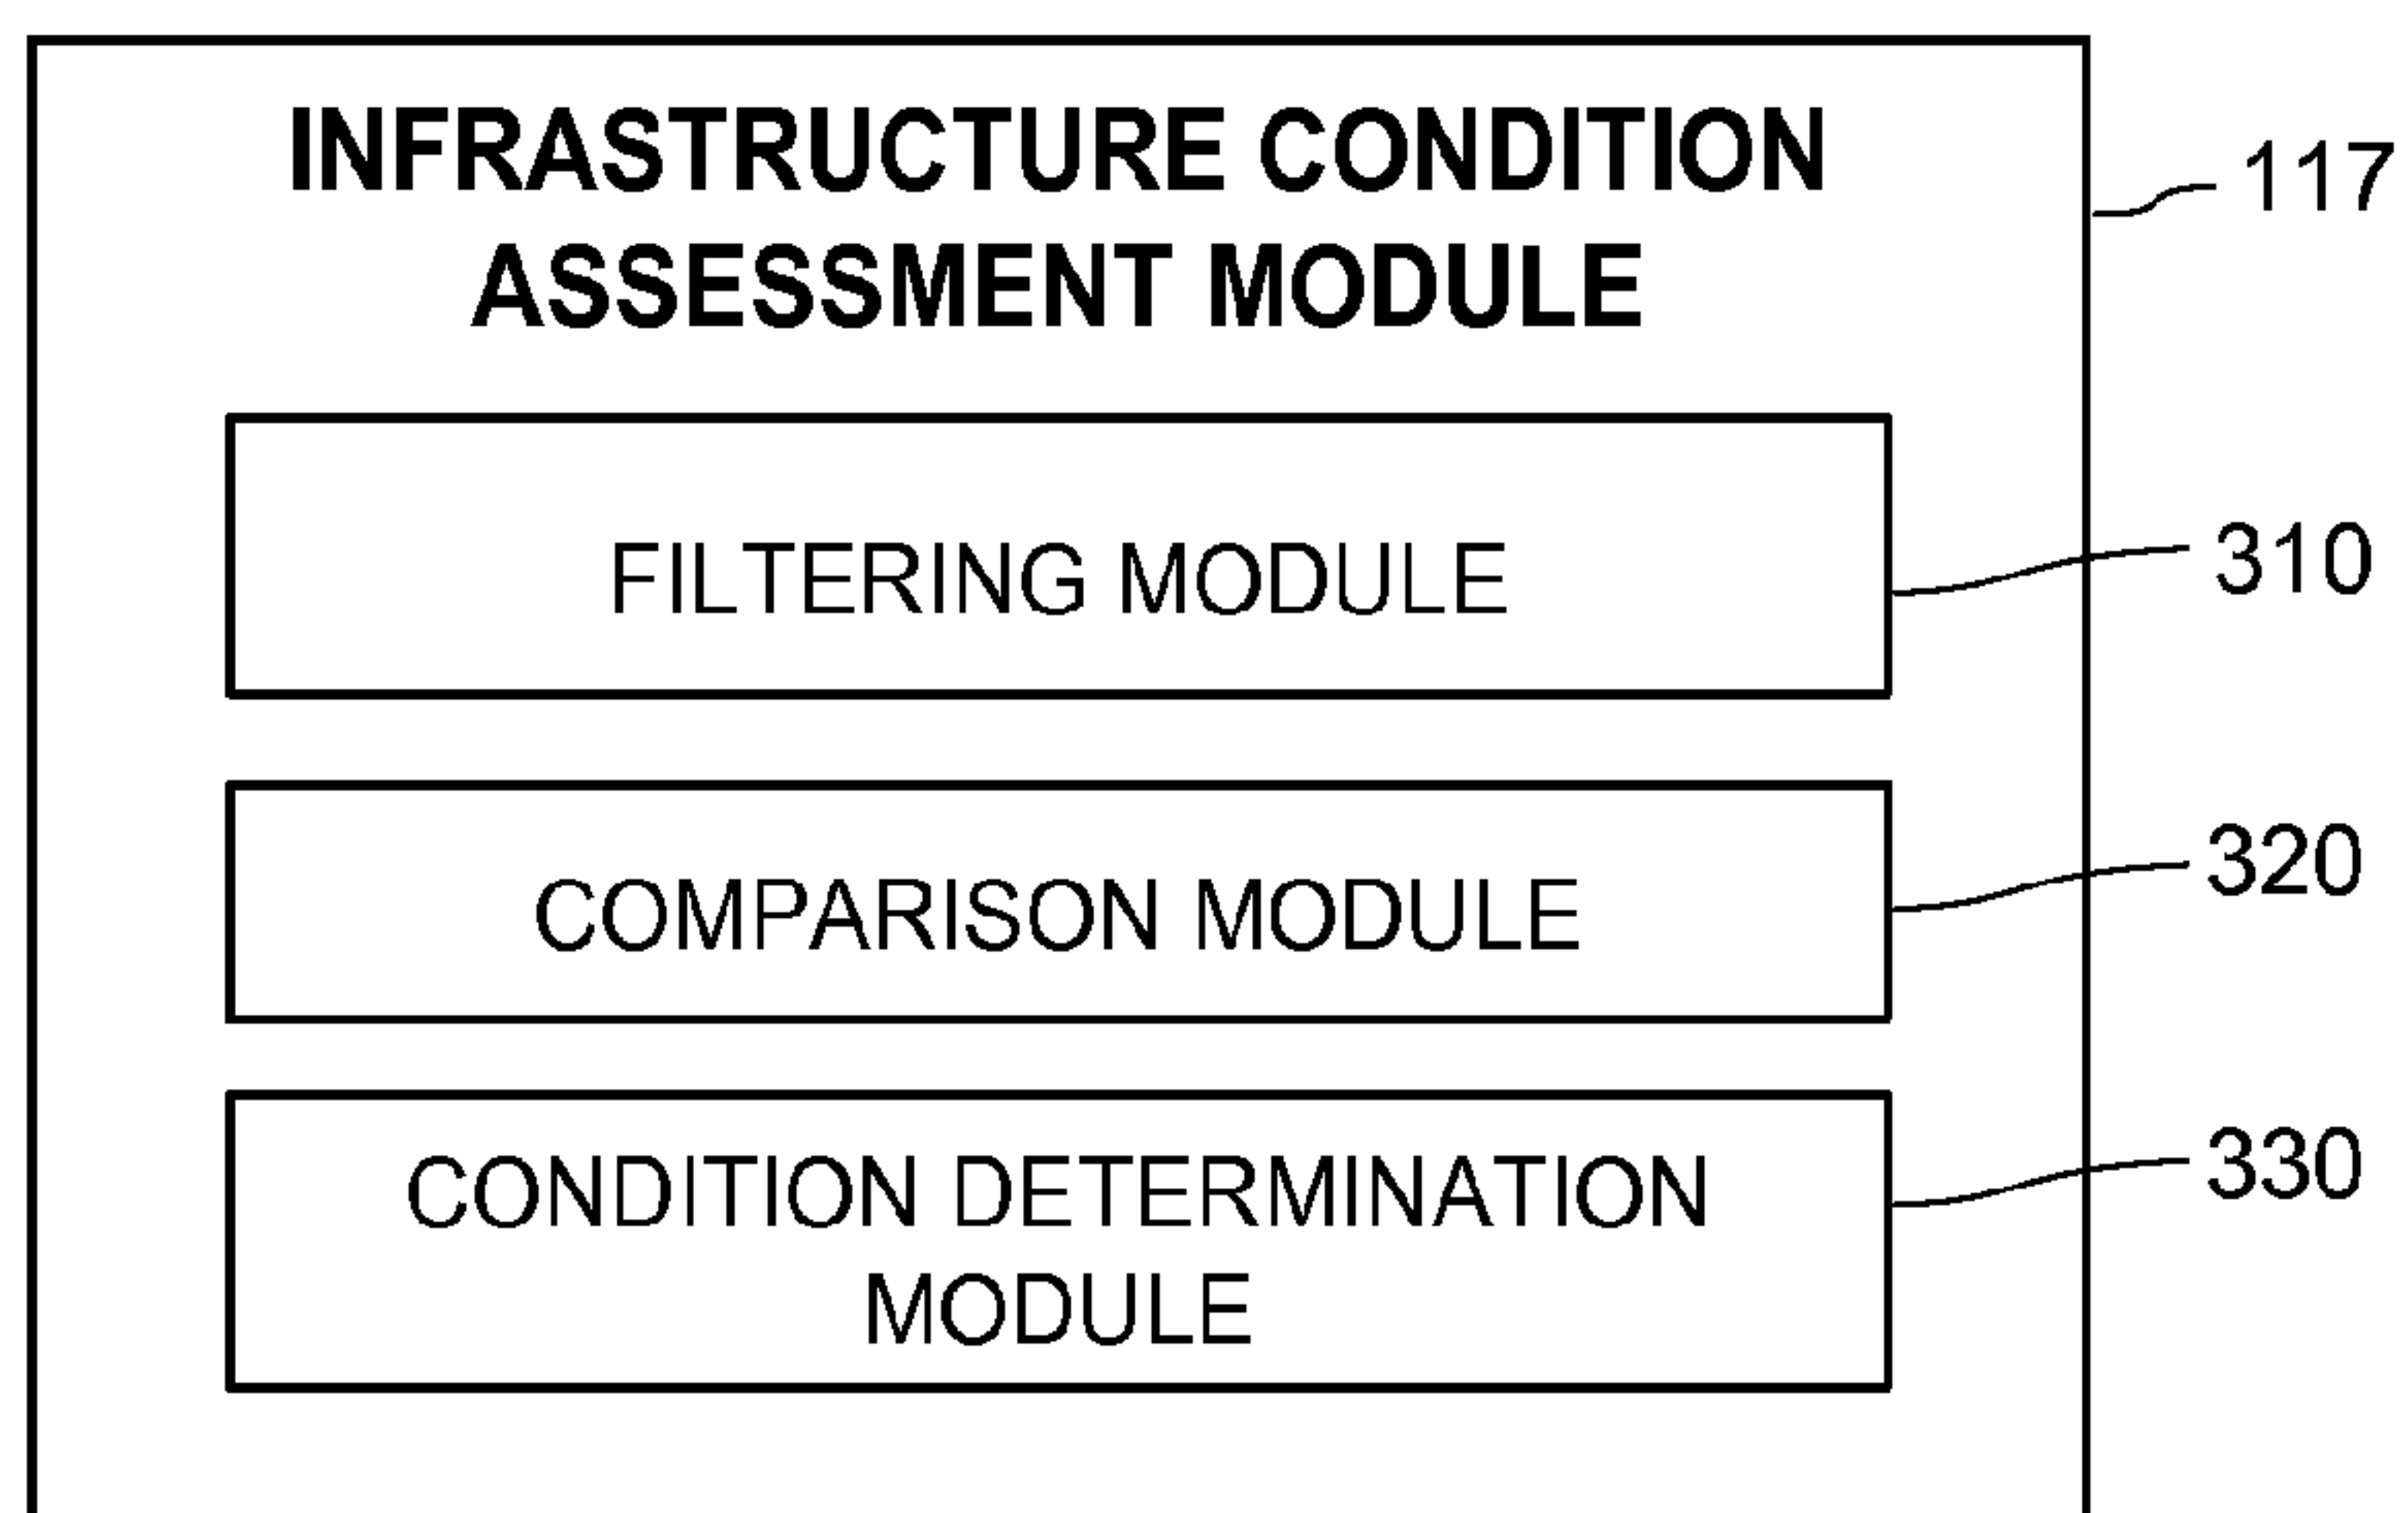 INFRASTRUCTURE CONDITION
ASSESSMENT MODULE
117
FILTERING MODULE
310
COMPARISON MODULE
320
CONDITION DETERMINATION
MODULE
330